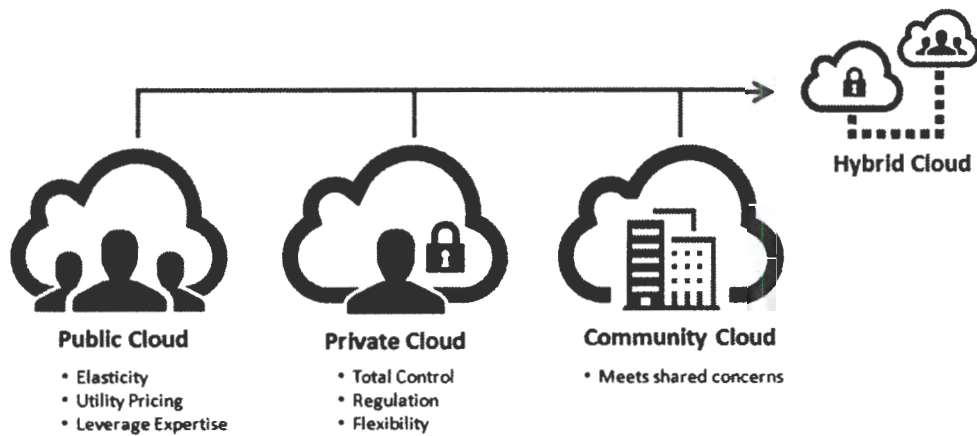 Hybrid Cloud
Public Cloud
• Elasticity
• Utility Pricing
• Leverage Expertise
Private Cloud
• Total Control
• Regulation
• Flexibility
Community Cloud
• Meets shared concerns